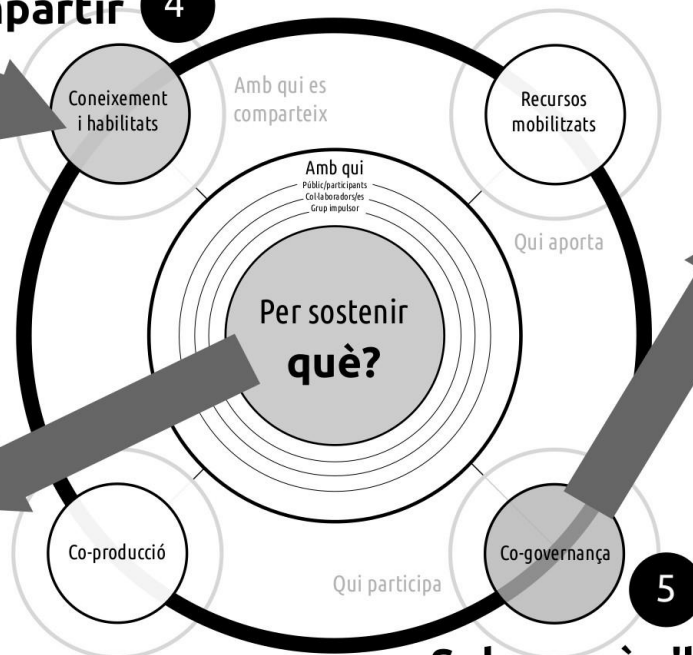 4
Coneixement
i habilitats
Amb qui es
comparteix
Recursos
mobilitzats
Amb qui
Públic/participants
Col·laboradors/es
Grup impulsor
Qui aporta
Per sostenir
què?
Co-producció
Qui participa
Co-governança
5